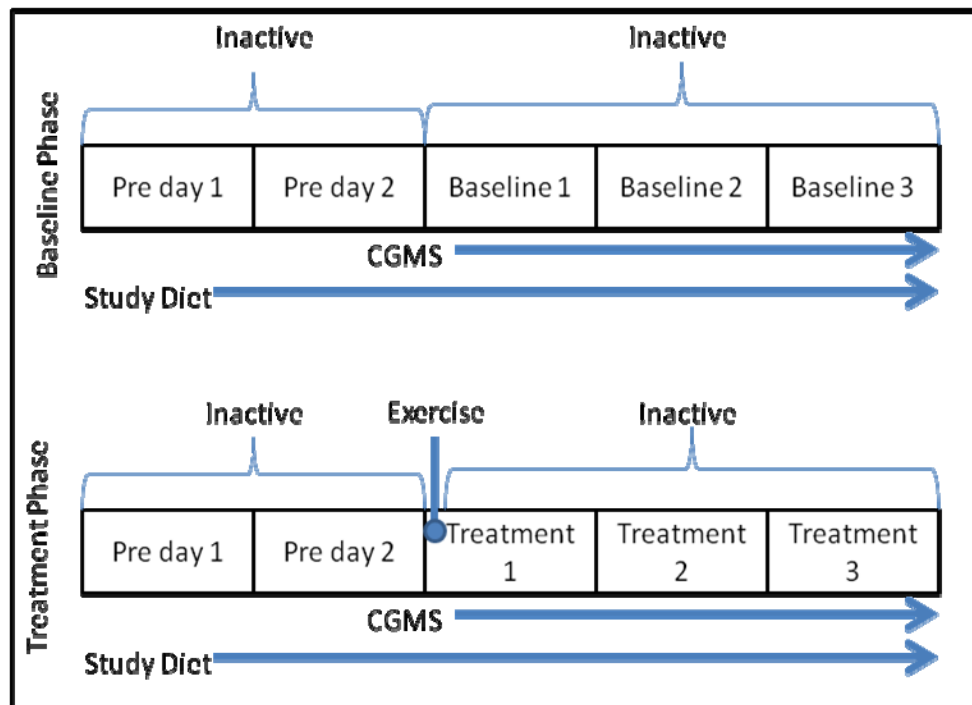 Inactive Inactive
Baseline Phase
Pre day 1 Pre day 2 Baseline 1 Baseline 2 Baseline 3
CGMS
Study Diet
Inactive Exercise Inactive
Treatment Phase
Pre day 1 Pre day 2 Treatment 1 Treatment 2 Treatment 3
CGMS
Study Diet